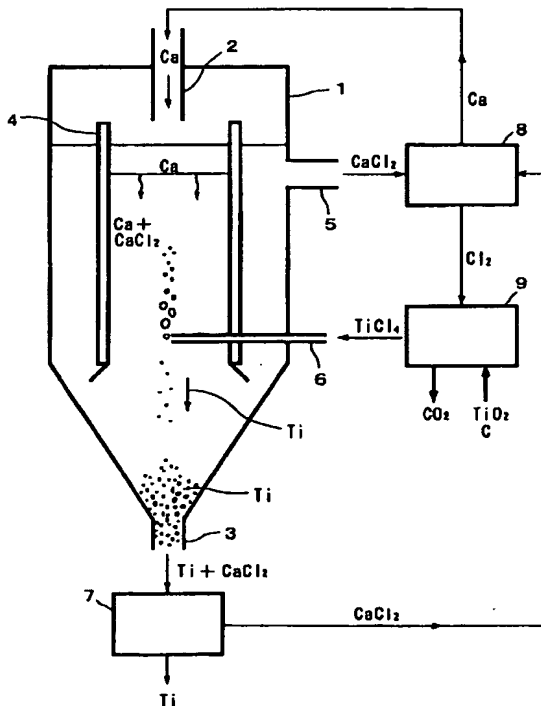 Ca
2
1
4
Ca
8
Ca
CaCl₂
5
Ca+
CaCl₂
Cl₂
9
TiCl₄
6
CO₂
TiO₂
C
Ti
Ti
3
Ti+CaCl₂
7
CaCl₂
Ti